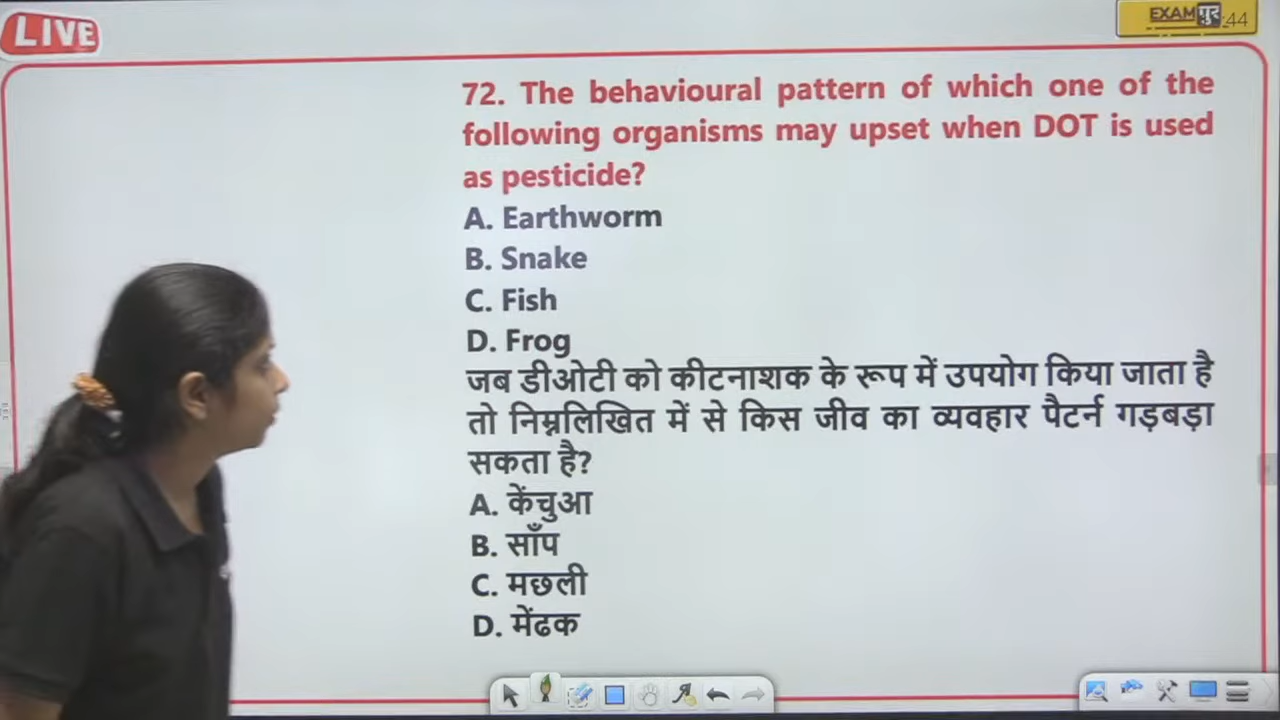 LIVE
EXAM गुरु :44
72. The behavioural pattern of which one of the
following organisms may upset when DOT is used
as pesticide?
A. Earthworm
B. Snake
C. Fish
D. Frog
जब डीओटी को कीटनाशक के रूप में उपयोग किया जाता है
तो निम्नलिखित में से किस जीव का व्यवहार पैटर्न गड़बड़ा
सकता है?
A. केंचुआ
B. साँप
C. मछली
D. मेंढक